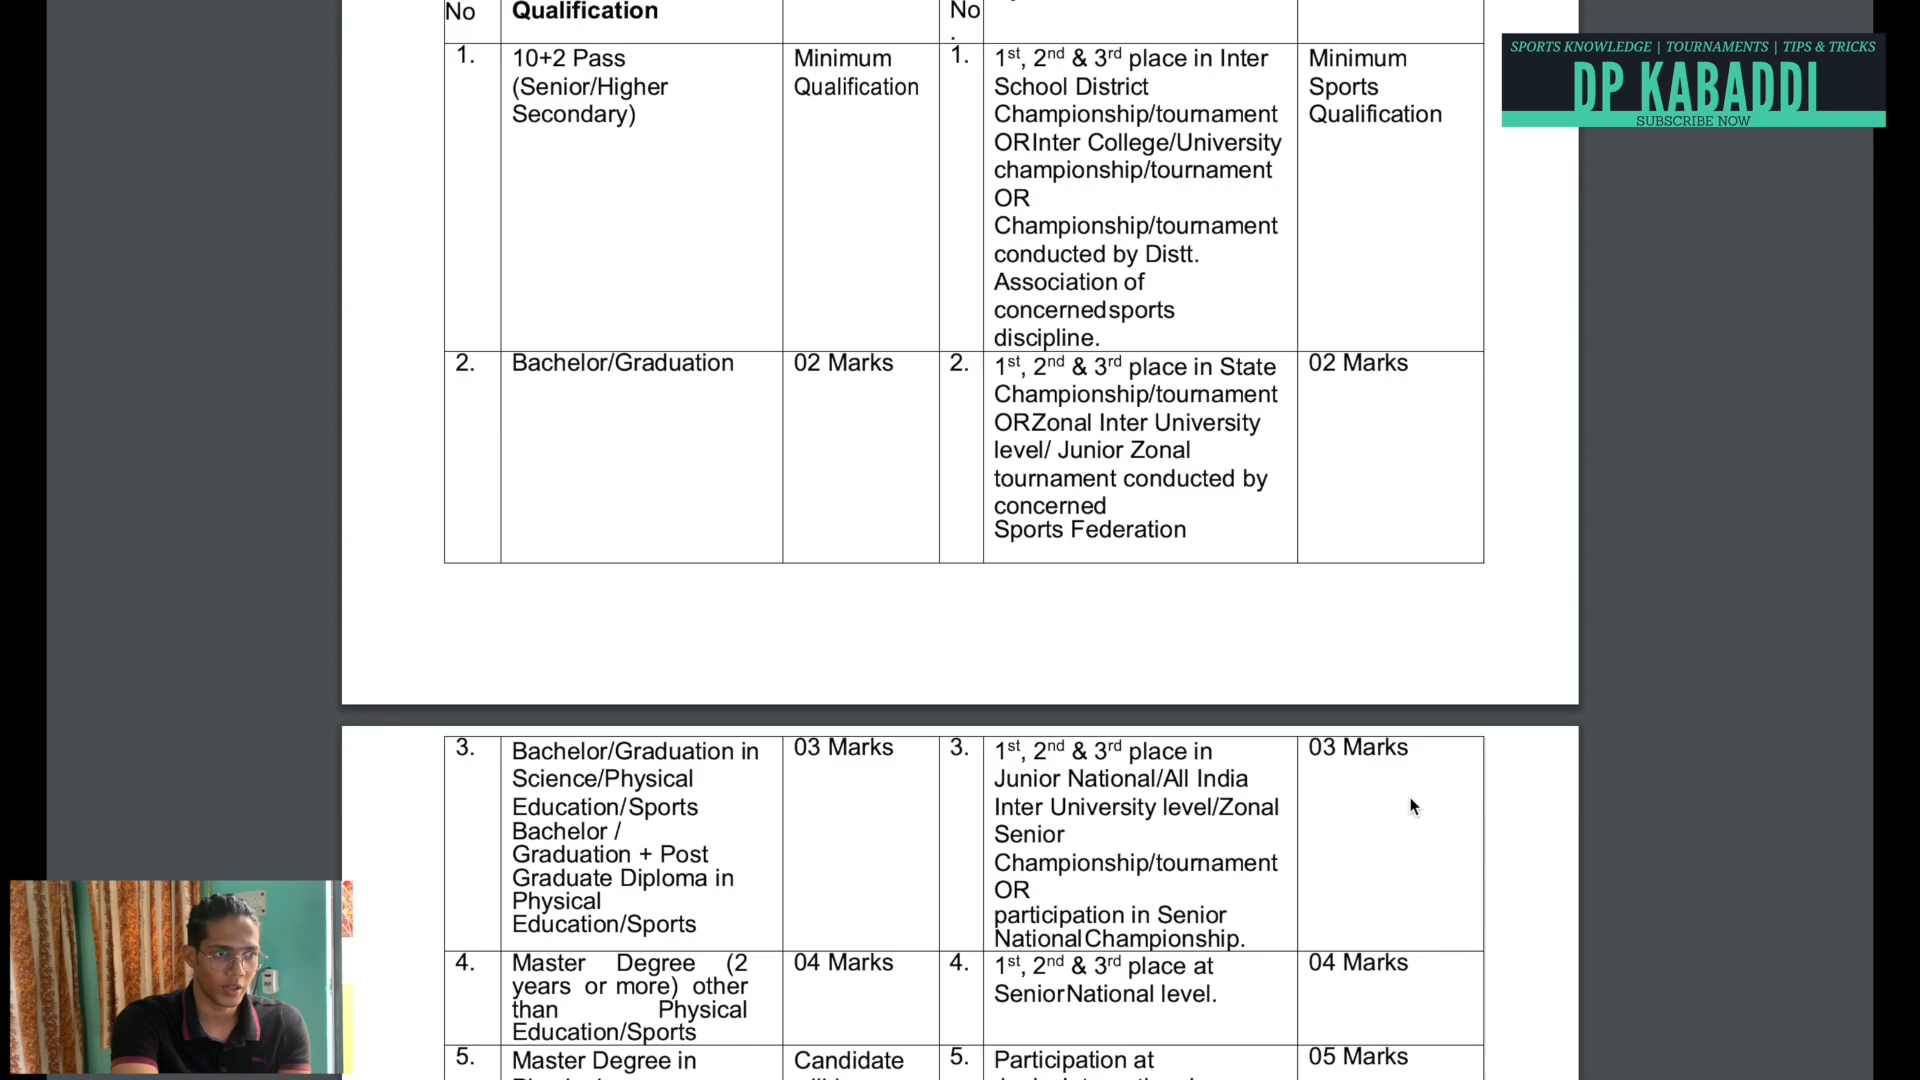 No
Qualification
No
.
SPORTS KNOWLEDGE | TOURNAMENTS | TIPS & TRICKS
DP KABADDI
SUBSCRIBE NOW
1.
10+2 Pass
(Senior/Higher
Secondary)
Minimum
Qualification
1.
1st, 2nd & 3rd place in Inter
School District
Championship/tournament
ORInter College/University
championship/tournament
OR
Championship/tournament
conducted by Distt.
Association of
concernedsports
discipline.
Minimum
Sports
Qualification
2.
Bachelor/Graduation
02 Marks
2.
1st, 2nd & 3rd place in State
Championship/tournament
ORZonal Inter University
level/ Junior Zonal
tournament conducted by
concerned
Sports Federation
02 Marks
3.
Bachelor/Graduation in
Science/Physical
Education/Sports
Bachelor /
Graduation + Post
Graduate Diploma in
Physical
Education/Sports
03 Marks
3.
1st, 2nd & 3rd place in
Junior National/All India
Inter University level/Zonal
Senior
Championship/tournament
OR
participation in Senior
NationalChampionship.
03 Marks
4.
Master Degree (2
years or more) other
than Physical
Education/Sports
04 Marks
4.
1st, 2nd & 3rd place at
SeniorNational level.
04 Marks
5.
Master Degree in
Candidate
5.
Participation at
05 Marks